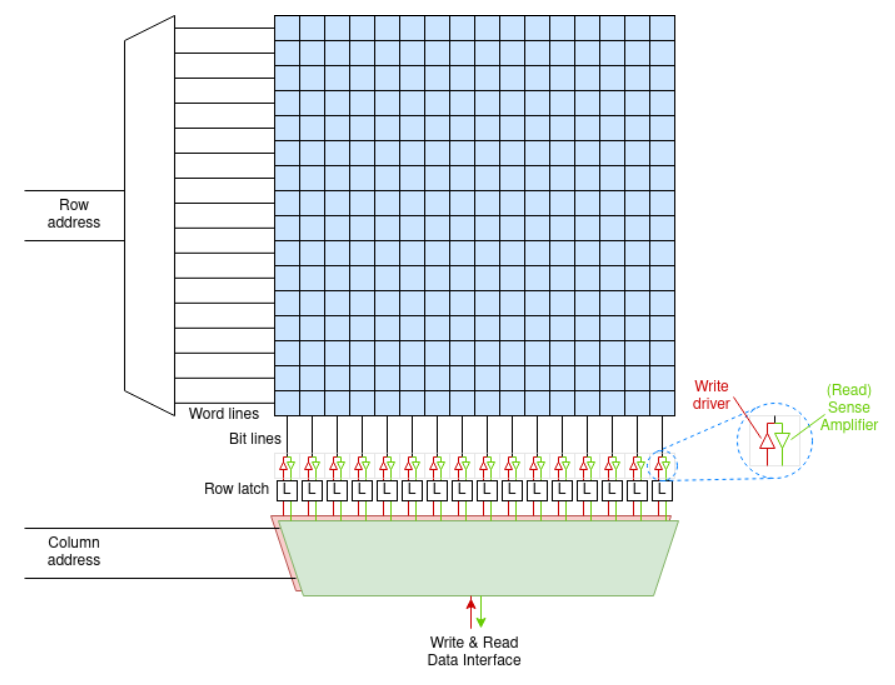 Row
address
Word lines
Bit lines
Write
driver
(Read)
Sense
Amplifier
Row latch
L L L L L L L L L L L L L L L L
Column
address
Write & Read
Data Interface